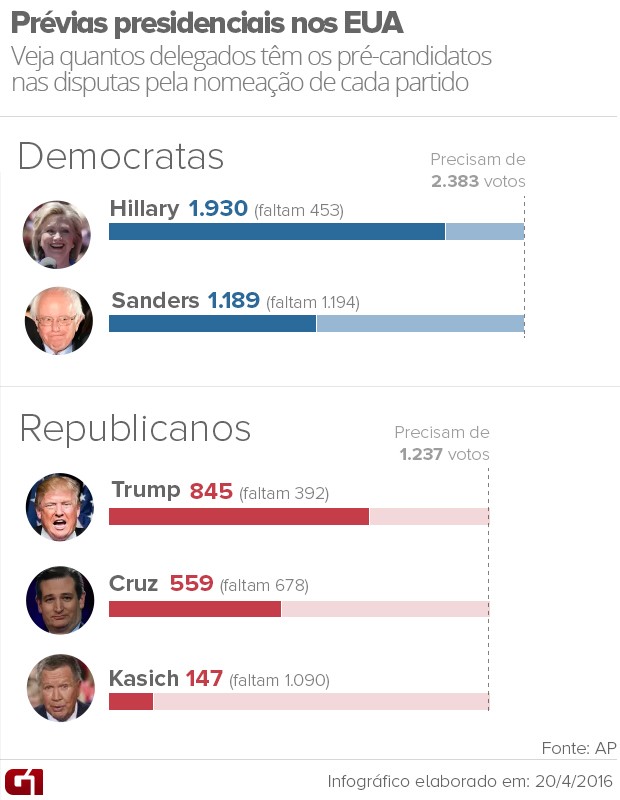 Prévias presidenciais nos EUA
Veja quantos delegados têm os pré-candidatos
nas disputas pela nomeação de cada partido
Democratas
Precisam de
2.383 votos
Hillary 1.930 (faltam 453)
Sanders 1.189 (faltam 1.194)
Republicanos
Precisam de
1.237 votos
Trump 845 (faltam 392)
Cruz 559 (faltam 678)
Kasich 147 (faltam 1.090)
Fonte: AP
G1
Infográfico elaborado em: 20/4/2016